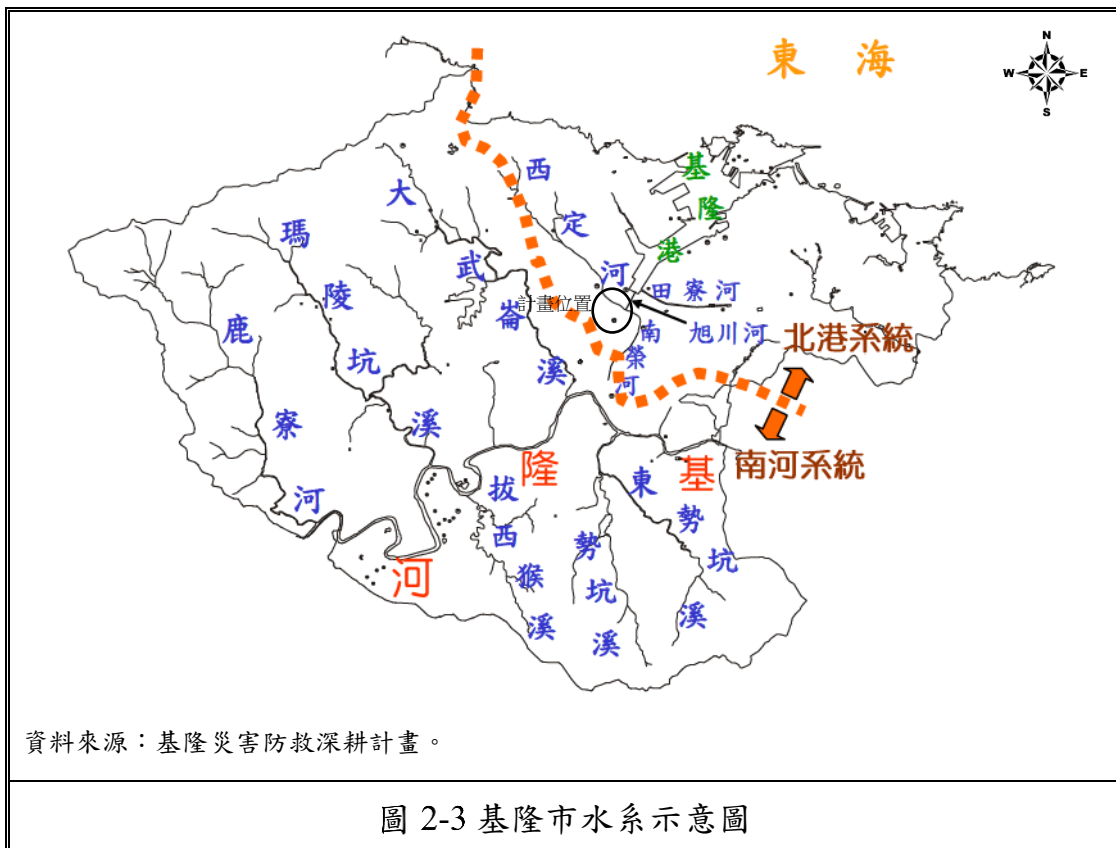 東海
N
W E
S
基隆港
西定河
大武崙溪
瑪陵坑溪
鹿寮河
計畫位置
田寮河
旭川河
南榮河
北港系統
南河系統
基隆河
拔西猴溪
西勢坑溪
東勢坑溪
資料來源：基隆災害防救深耕計畫。
圖 2-3 基隆市水系示意圖